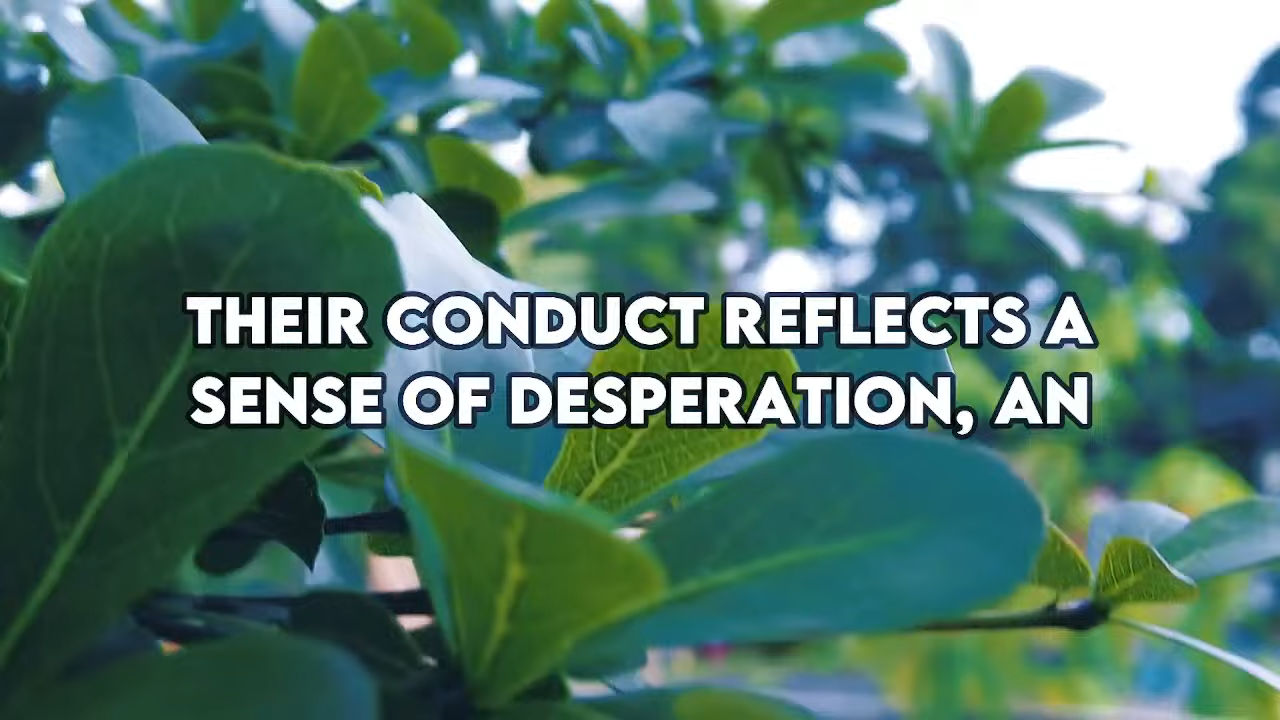 THEIR CONDUCT REFLECTS A
SENSE OF DESPERATION, AN